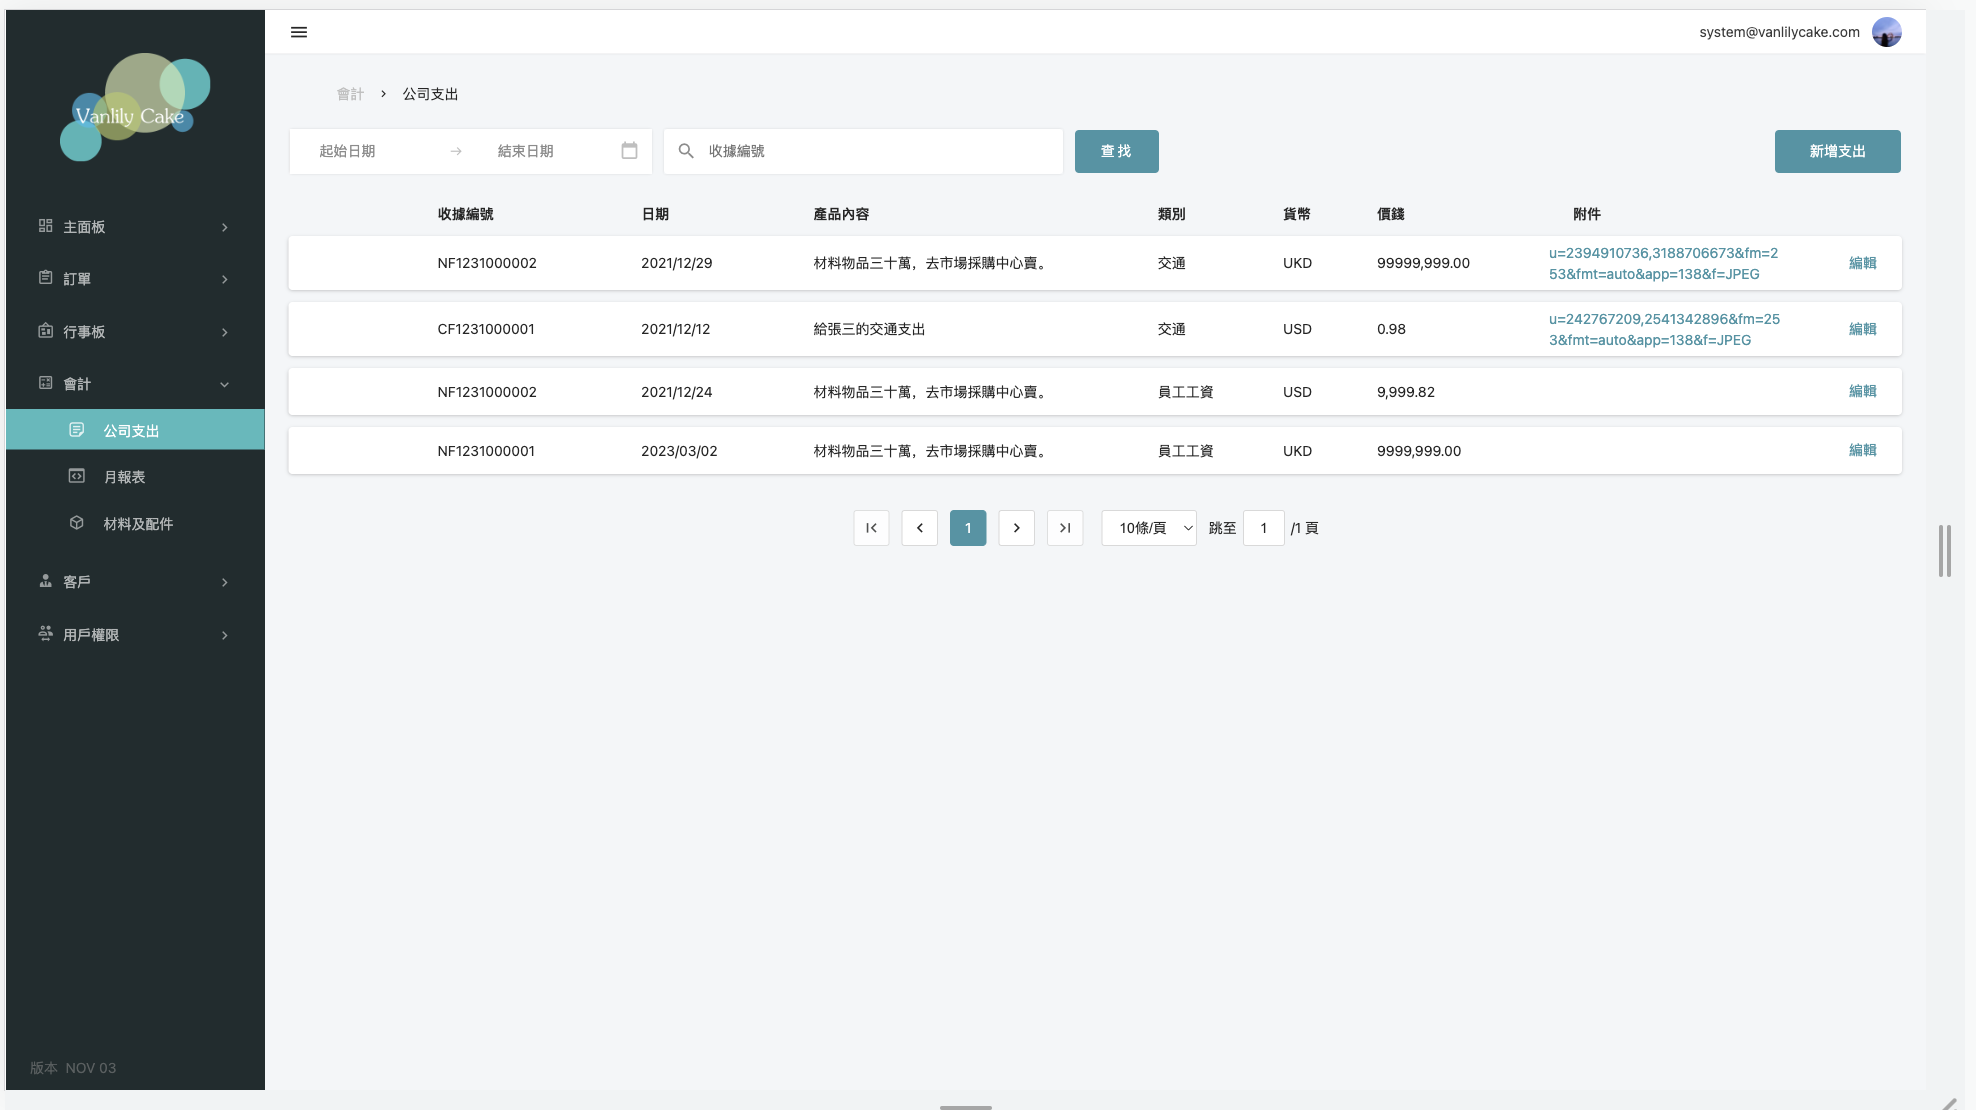 Vanlily Cake
主面板
訂單
行事板
會計
公司支出
月報表
材料及配件
客戶
用戶權限
版本 NOV 03
system@vanlilycake.com
會計 › 公司支出
起始日期 → 結束日期 收據編號 查找 新增支出
收據編號 日期 產品內容 類別 貨幣 價錢 附件
NF1231000002 2021/12/29 材料物品三十萬，去市場採購中心賣。 交通 UKD 99999,999.00 u=2394910736,3188706673&fm=2
53&fmt=auto&app=138&f=JPEG 編輯
CF1231000001 2021/12/12 給張三的交通支出 交通 USD 0.98 u=242767209,2541342896&fm=25
3&fmt=auto&app=138&f=JPEG 編輯
NF1231000002 2021/12/24 材料物品三十萬，去市場採購中心賣。 員工工資 USD 9,999.82 編輯
NF1231000001 2023/03/02 材料物品三十萬，去市場採購中心賣。 員工工資 UKD 9999,999.00 編輯
1 10條/頁 跳至 1 /1 頁